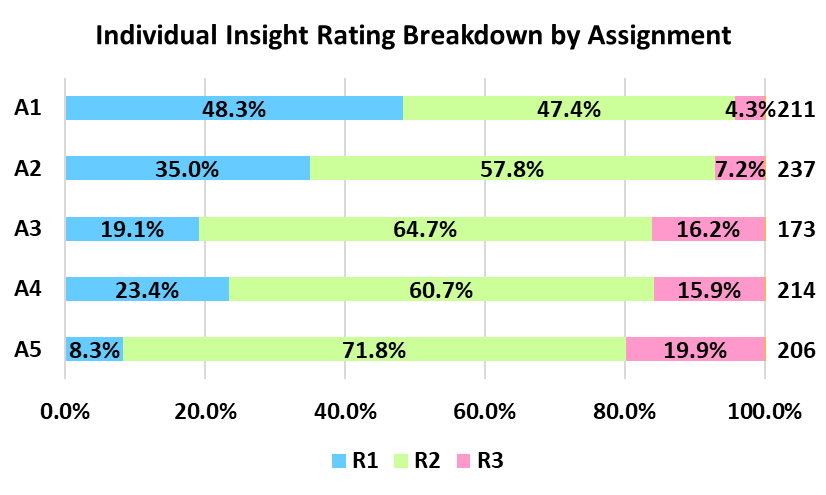 Individual Insight Rating Breakdown by Assignment
A1 48.3% 47.4% 4.3% 211
A2 35.0% 57.8% 7.2% 237
A3 19.1% 64.7% 16.2% 173
A4 23.4% 60.7% 15.9% 214
A5 8.3% 71.8% 19.9% 206
0.0% 20.0% 40.0% 60.0% 80.0% 100.0%
R1 R2 R3